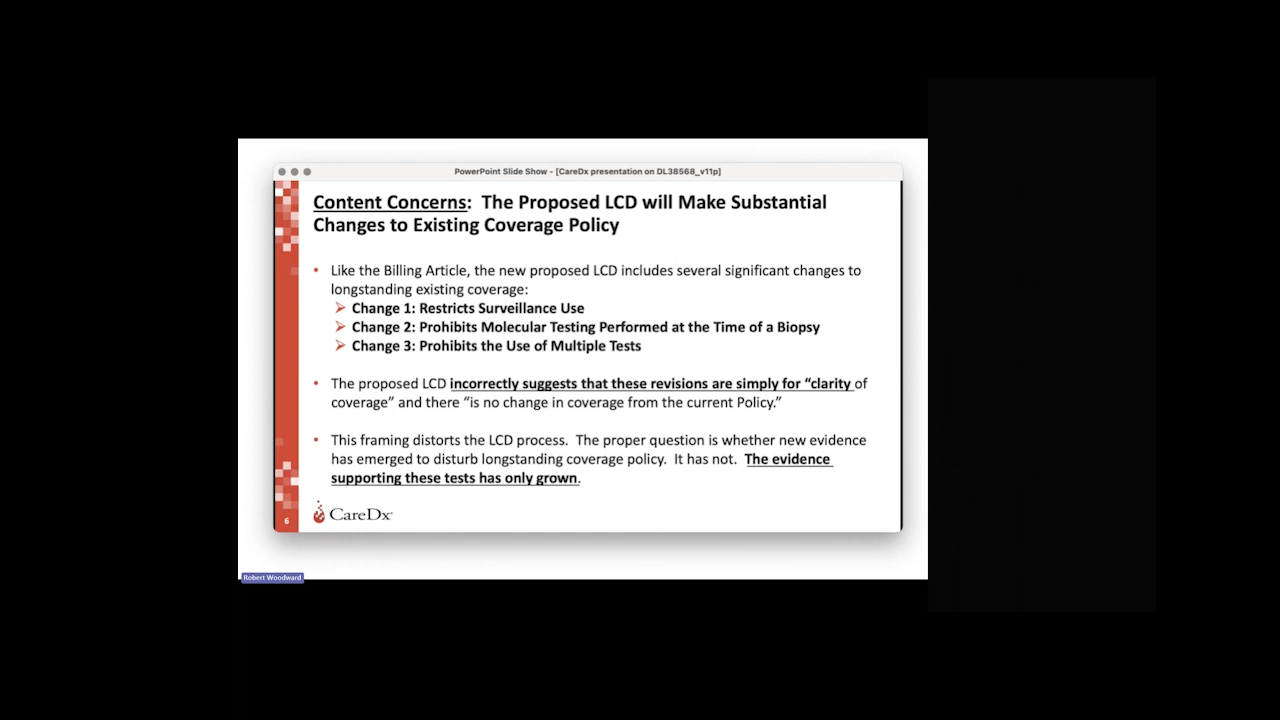 PowerPoint Slide Show - [CareDx presentation on DL38568_v11p]
Content Concerns: The Proposed LCD will Make Substantial
Changes to Existing Coverage Policy
• Like the Billing Article, the new proposed LCD includes several significant changes to
longstanding existing coverage:
➢ Change 1: Restricts Surveillance Use
➢ Change 2: Prohibits Molecular Testing Performed at the Time of a Biopsy
➢ Change 3: Prohibits the Use of Multiple Tests
• The proposed LCD incorrectly suggests that these revisions are simply for “clarity of
coverage” and there “is no change in coverage from the current Policy.”
• This framing distorts the LCD process. The proper question is whether new evidence
has emerged to disturb longstanding coverage policy. It has not. The evidence
supporting these tests has only grown.
6
CareDx
Robert Woodward